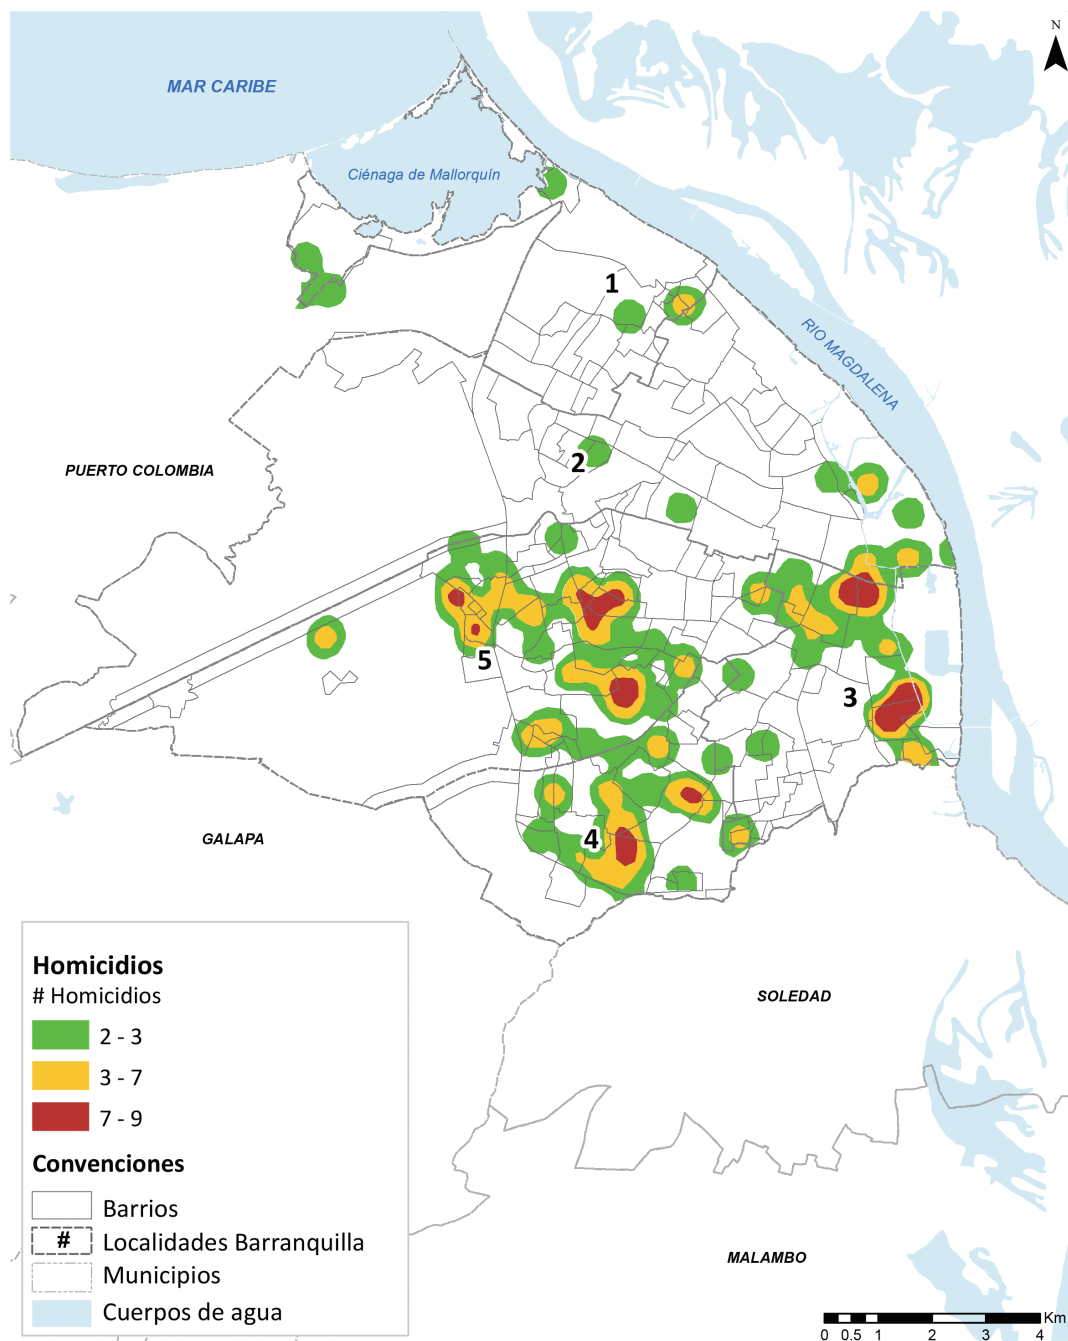 N
MAR CARIBE
Ciénaga de Mallorquín
1
RIO MAGDALENA
2
PUERTO COLOMBIA
5
3
4
GALAPA
SOLEDAD
MALAMBO
Homicidios
# Homicidios
2 - 3
3 - 7
7 - 9
Convenciones
Barrios
# Localidades Barranquilla
Municipios
Cuerpos de agua
Km
0 0.5 1 2 3 4